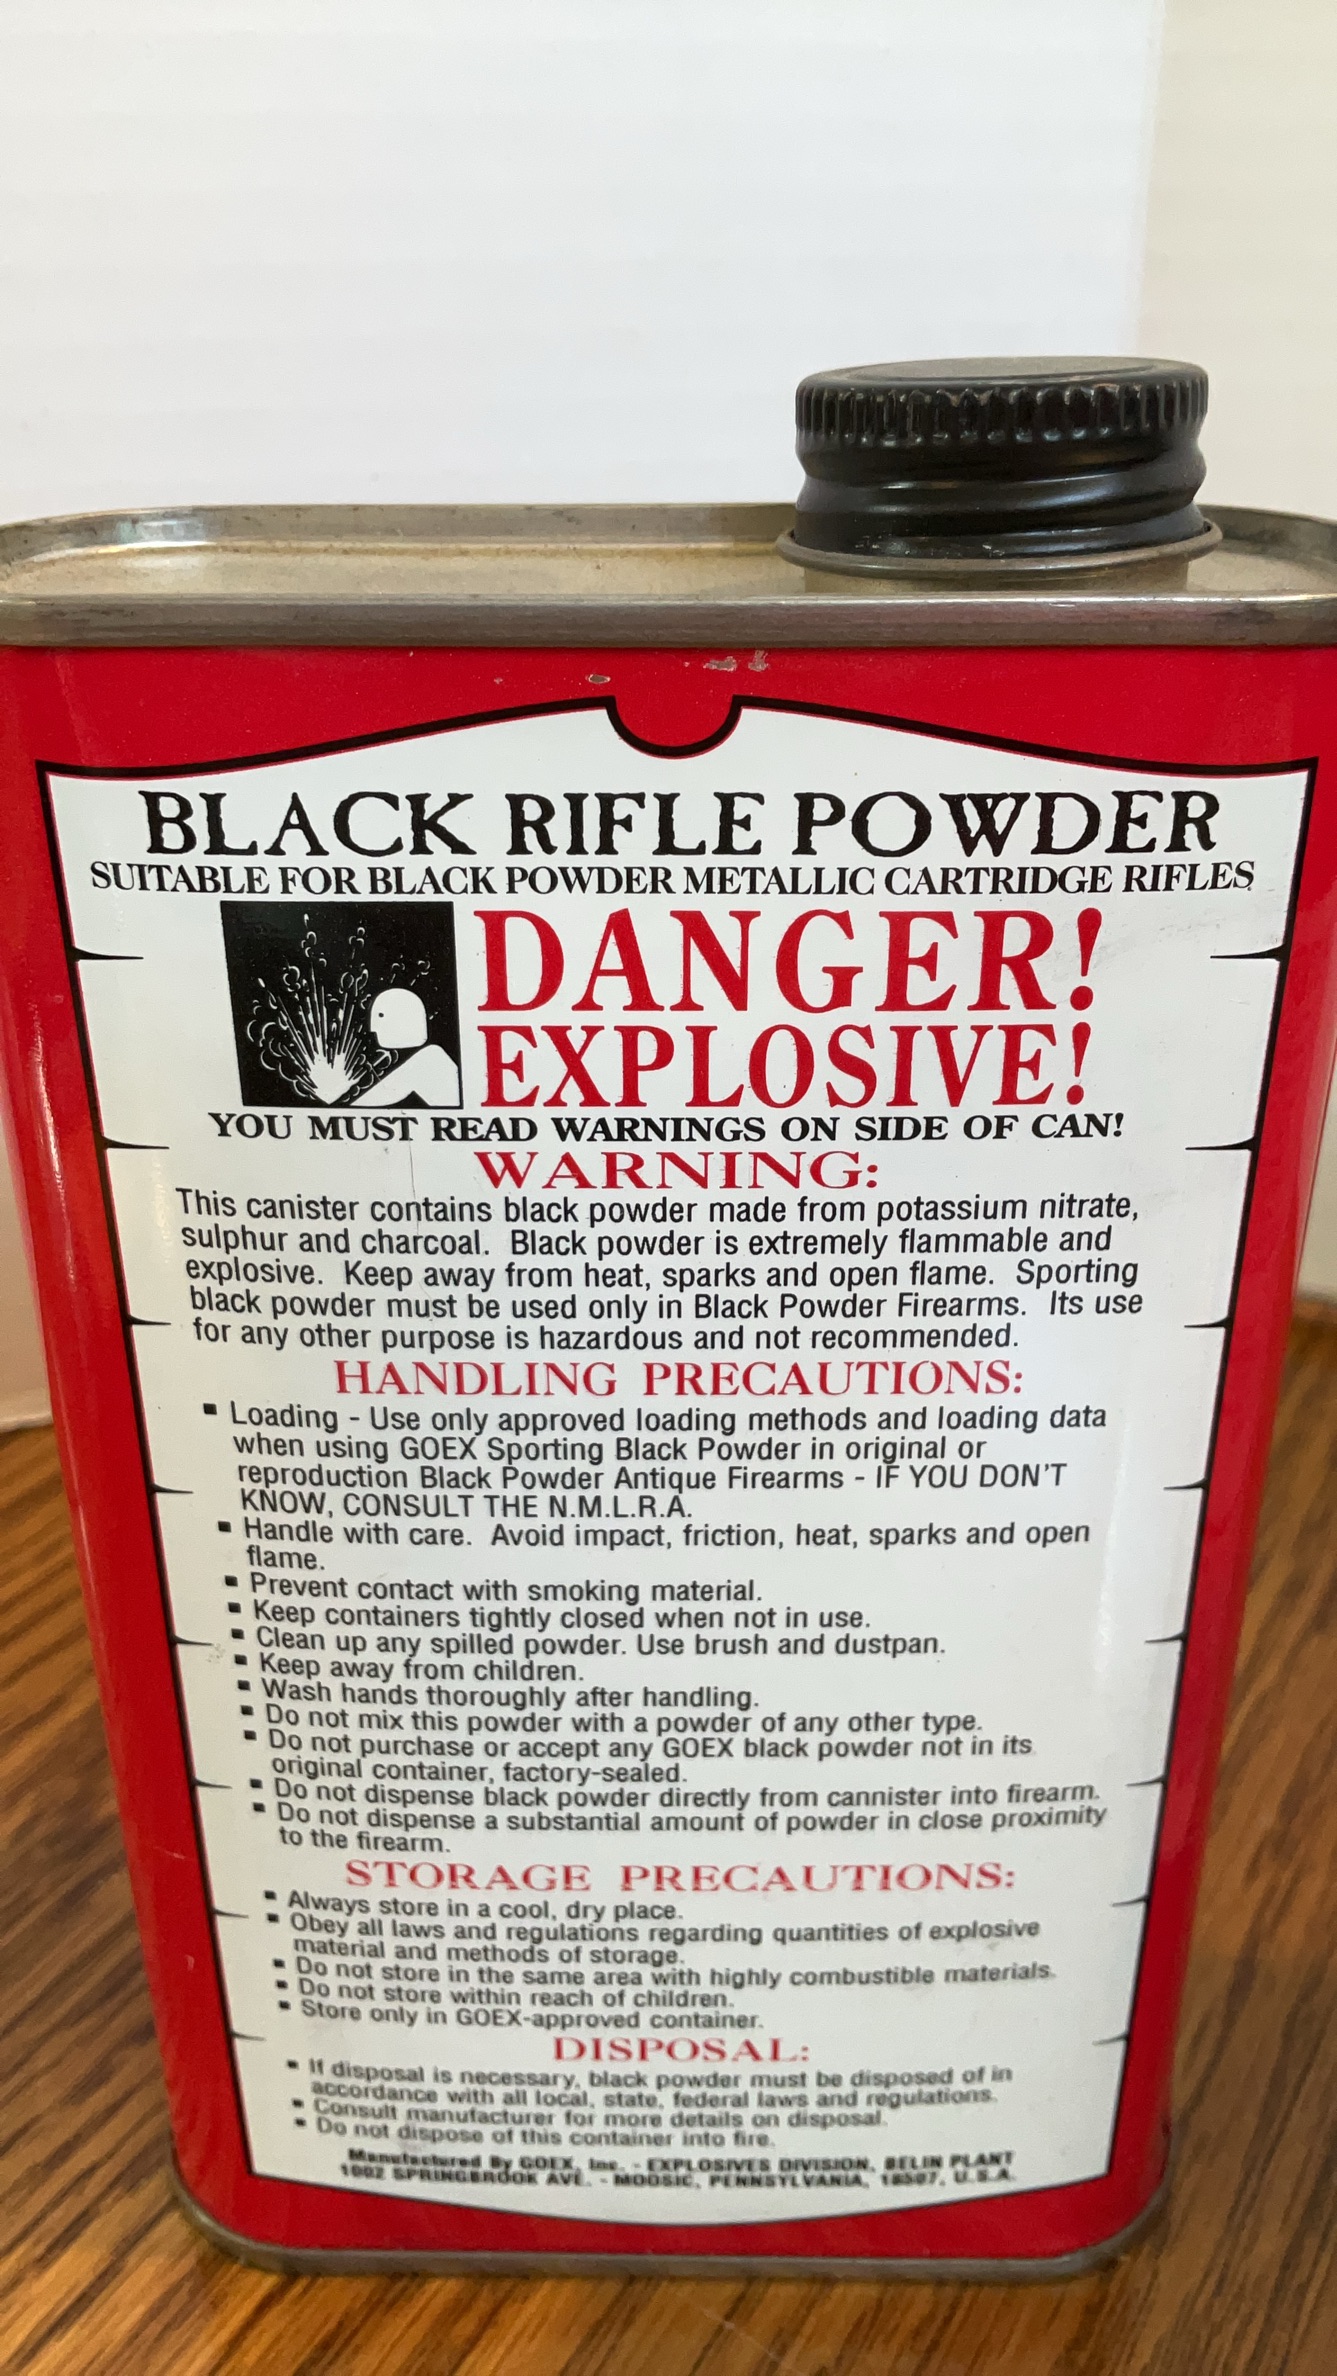 BLACK RIFLE POWDER
SUITABLE FOR BLACK POWDER METALLIC CARTRIDGE RIFLES
DANGER!
EXPLOSIVE!
YOU MUST READ WARNINGS ON SIDE OF CAN!
WARNING:
This canister contains black powder made from potassium nitrate,
sulphur and charcoal. Black powder is extremely flammable and
explosive. Keep away from heat, sparks and open flame. Sporting
black powder must be used only in Black Powder Firearms. Its use
for any other purpose is hazardous and not recommended.
HANDLING PRECAUTIONS:
▪ Loading - Use only approved loading methods and loading data
when using GOEX Sporting Black Powder in original or
reproduction Black Powder Antique Firearms - IF YOU DON'T
KNOW, CONSULT THE N.M.L.R.A.
▪ Handle with care. Avoid impact, friction, heat, sparks and open
flame.
▪ Prevent contact with smoking material.
▪ Keep containers tightly closed when not in use.
▪ Clean up any spilled powder. Use brush and dustpan.
▪ Keep away from children.
▪ Wash hands thoroughly after handling.
▪ Do not mix this powder with a powder of any other type.
▪ Do not purchase or accept any GOEX black powder not in its
original container, factory-sealed.
▪ Do not dispense black powder directly from cannister into firearm.
▪ Do not dispense a substantial amount of powder in close proximity
to the firearm.
STORAGE PRECAUTIONS:
▪ Always store in a cool, dry place.
▪ Obey all laws and regulations regarding quantities of explosive
material and methods of storage.
▪ Do not store in the same area with highly combustible materials.
▪ Do not store within reach of children.
▪ Store only in GOEX-approved container.
DISPOSAL:
▪ If disposal is necessary, black powder must be disposed of in
accordance with all local, state, federal laws and regulations.
▪ Consult manufacturer for more details on disposal.
▪ Do not dispose of this container into fire.
Manufactured By GOEX, Inc. - EXPLOSIVES DIVISION, BELIN PLANT
1002 SPRINGBROOK AVE. - MOOSIC, PENNSYLVANIA, 18507, U.S.A.